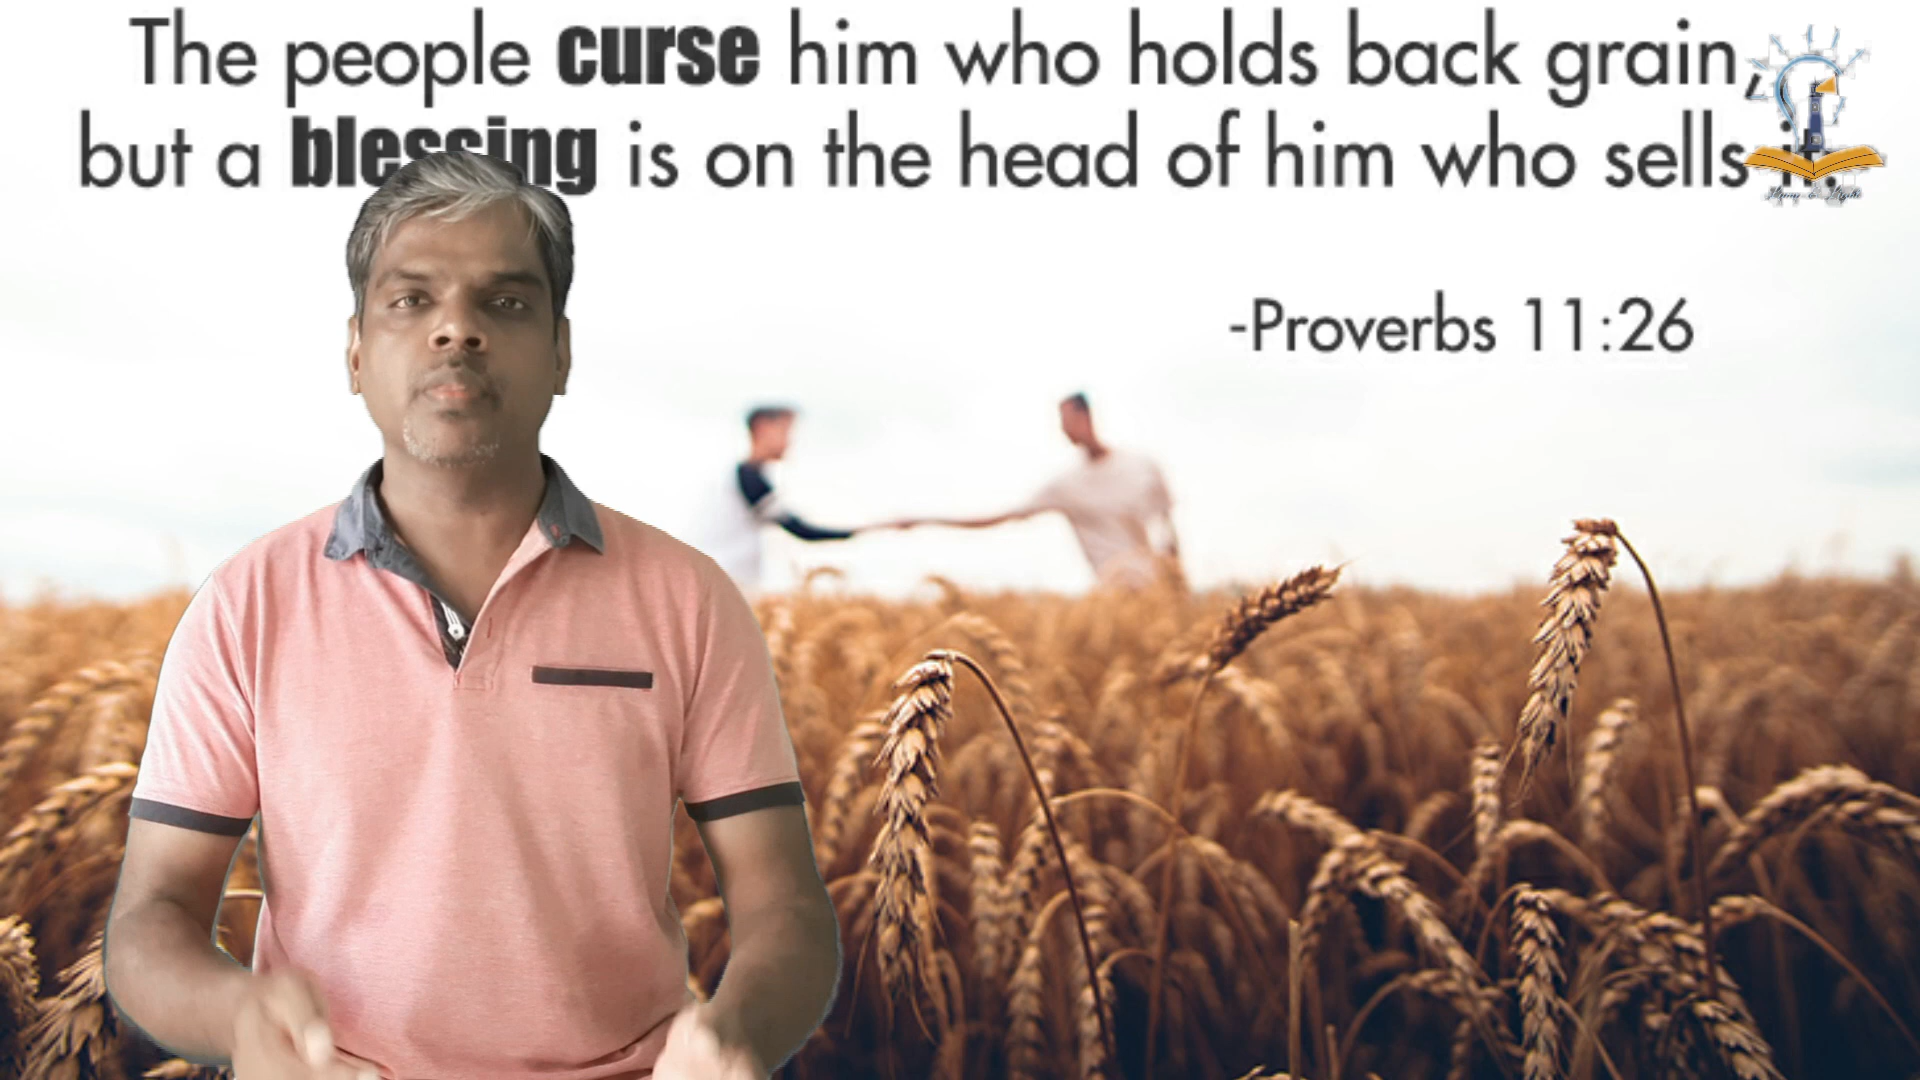 The people curse him who holds back grain,
but a blessing is on the head of him who sells it.
-Proverbs 11:26